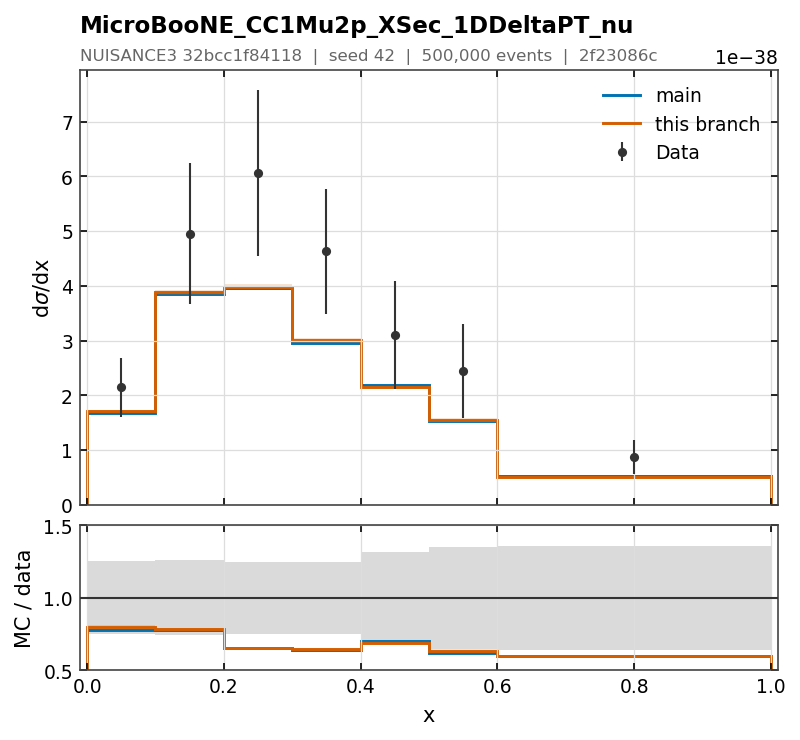 MicroBooNE_CC1Mu2p_XSec_1DDeltaPT_nu
NUISANCE3 32bcc1f84118 | seed 42 | 500,000 events | 2f23086c
1e−38
main
this branch
Data
dσ/dx
7
6
5
4
3
2
1
0
MC / data
1.5
1.0
0.5
0.0 0.2 0.4 0.6 0.8 1.0
x